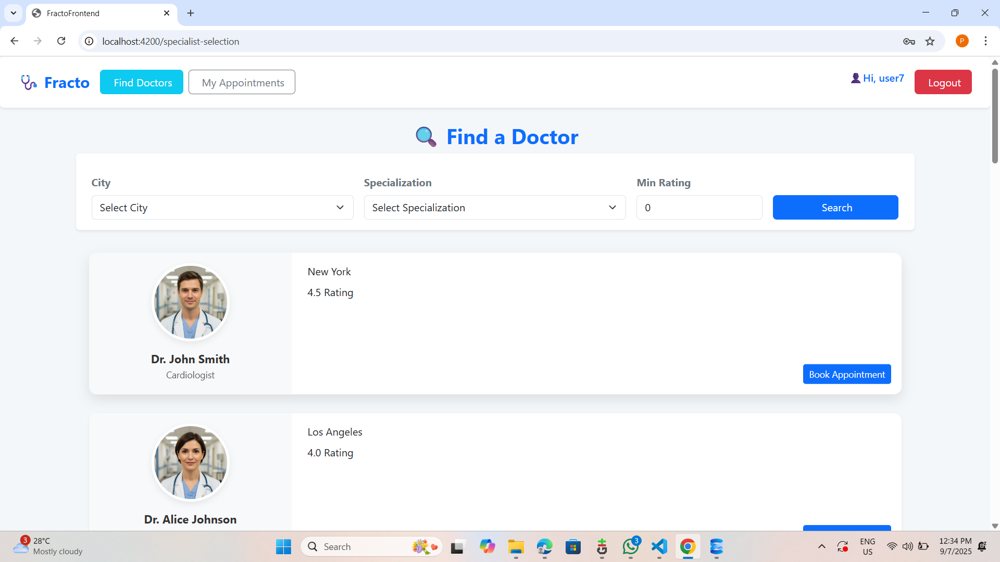 FractoFrontend
localhost:4200/specialist-selection
P
Fracto
Find Doctors
My Appointments
Hi, user7
Logout
Find a Doctor
City
Specialization
Min Rating
Select City
Select Specialization
0
Search
New York
4.5 Rating
Dr. John Smith
Cardiologist
Book Appointment
Los Angeles
4.0 Rating
Dr. Alice Johnson
3
28°C
Mostly cloudy
Search
3
ENG
US
12:34 PM
9/7/2025